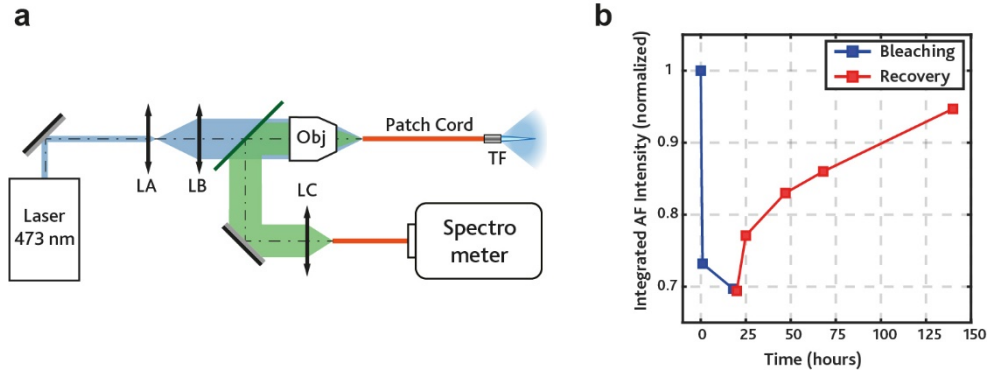 a
Laser
473 nm
LA
LB
Obj
LC
Patch Cord
TF
Spectro
meter
b
Integrated AF Intensity (normalized)
1
0.9
0.8
0.7
Bleaching
Recovery
0
25
50
75
100
125
150
Time (hours)